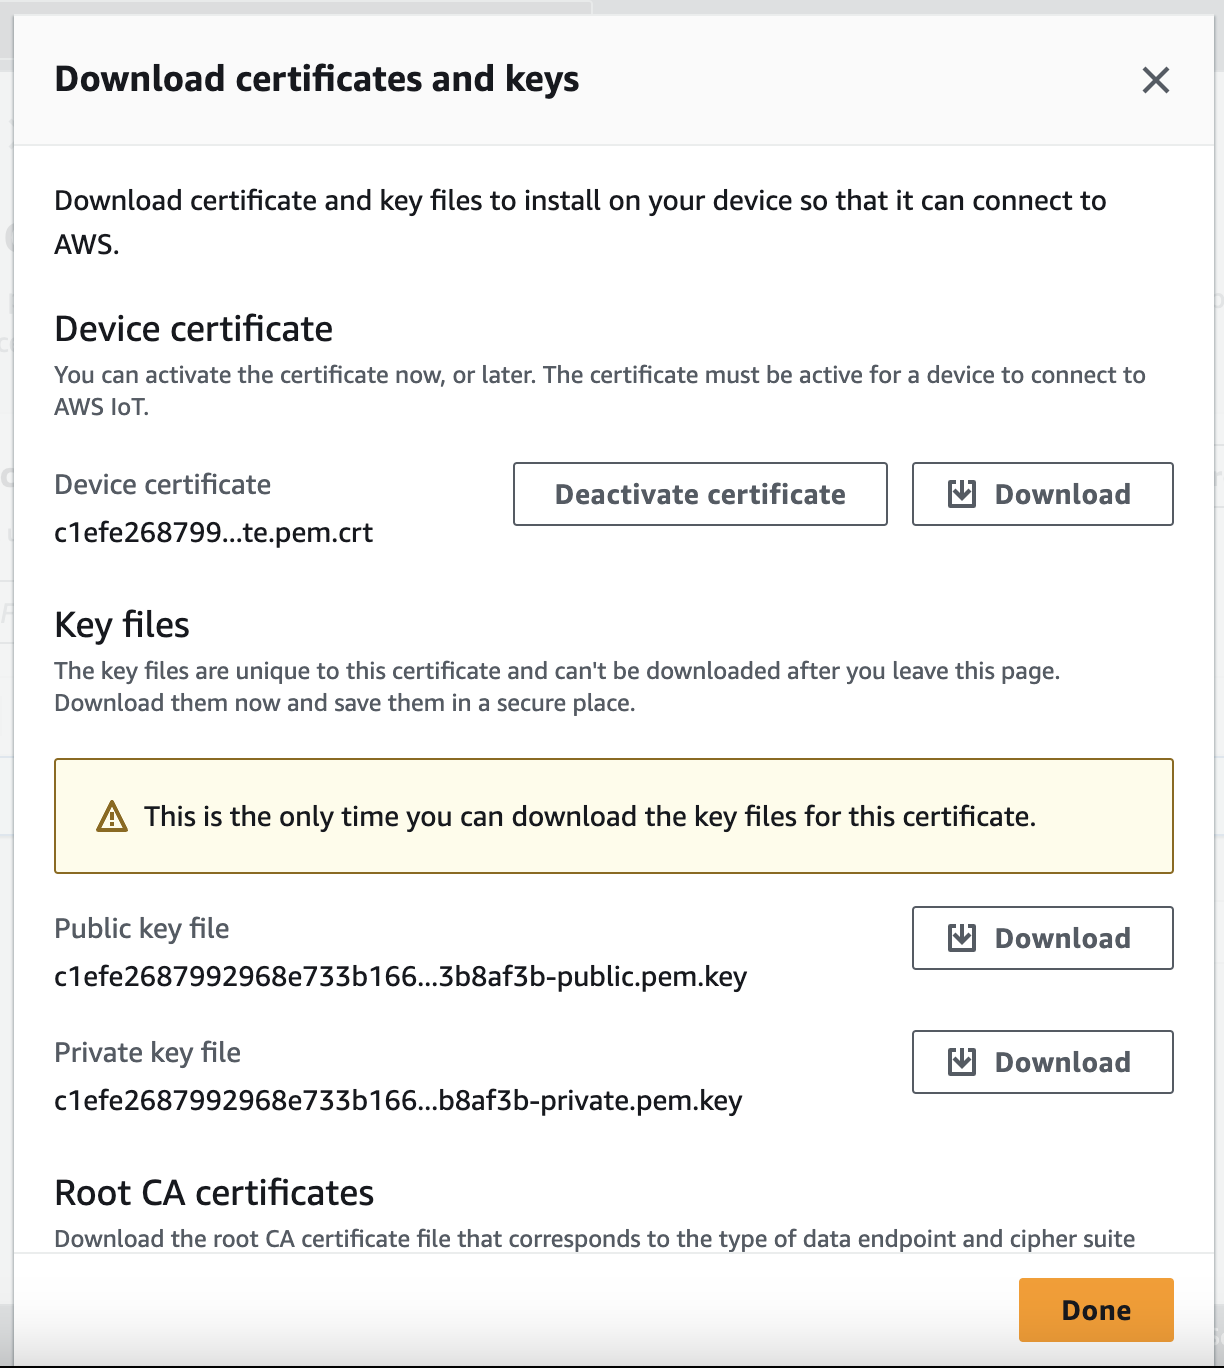 Download certificates and keys
Download certificate and key files to install on your device so that it can connect to
AWS.
Device certificate
You can activate the certificate now, or later. The certificate must be active for a device to connect to
AWS IoT.
Device certificate
Deactivate certificate
Download
c1efe268799...te.pem.crt
Key files
The key files are unique to this certificate and can't be downloaded after you leave this page.
Download them now and save them in a secure place.
This is the only time you can download the key files for this certificate.
Public key file
Download
c1efe2687992968e733b166...3b8af3b-public.pem.key
Private key file
Download
c1efe2687992968e733b166...b8af3b-private.pem.key
Root CA certificates
Download the root CA certificate file that corresponds to the type of data endpoint and cipher suite
Done